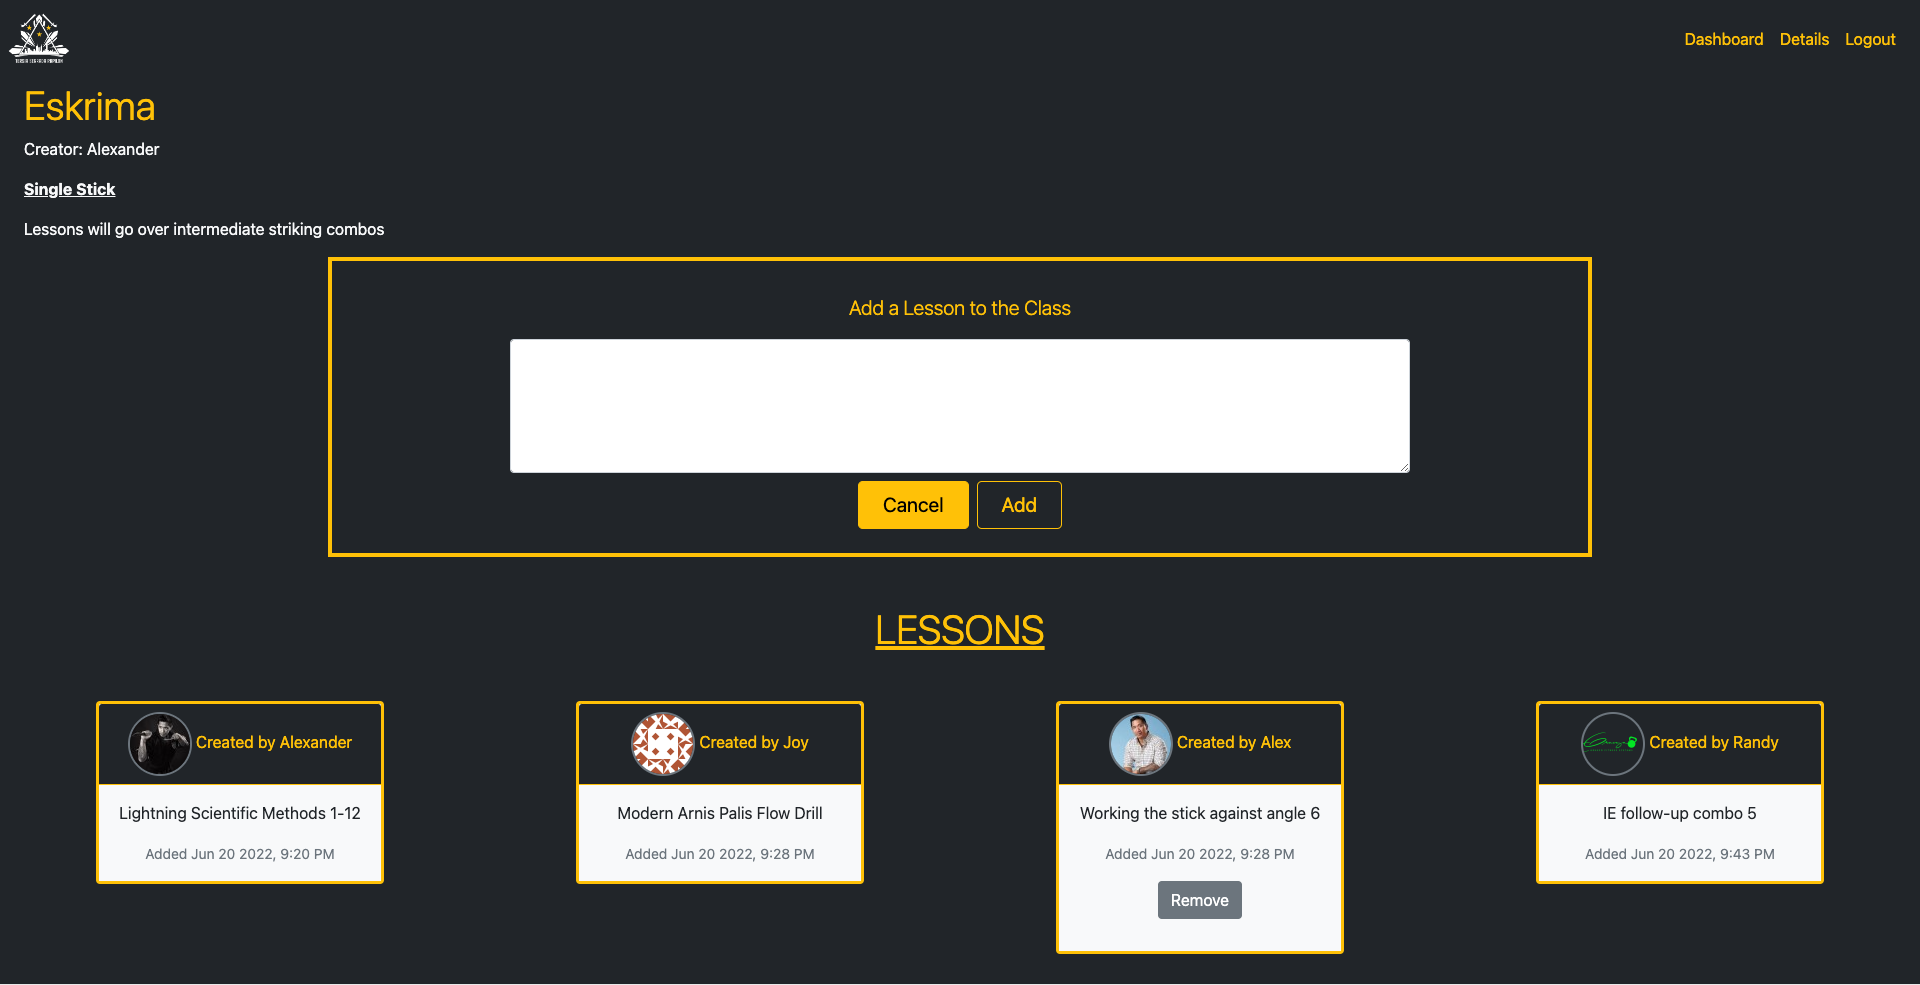 Dashboard Details Logout
Eskrima
Creator: Alexander
Single Stick
Lessons will go over intermediate striking combos
Add a Lesson to the Class
Cancel Add
LESSONS
Created by Alexander
Lightning Scientific Methods 1-12
Added Jun 20 2022, 9:20 PM
Created by Joy
Modern Arnis Palis Flow Drill
Added Jun 20 2022, 9:28 PM
Created by Alex
Working the stick against angle 6
Added Jun 20 2022, 9:28 PM
Remove
Created by Randy
IE follow-up combo 5
Added Jun 20 2022, 9:43 PM